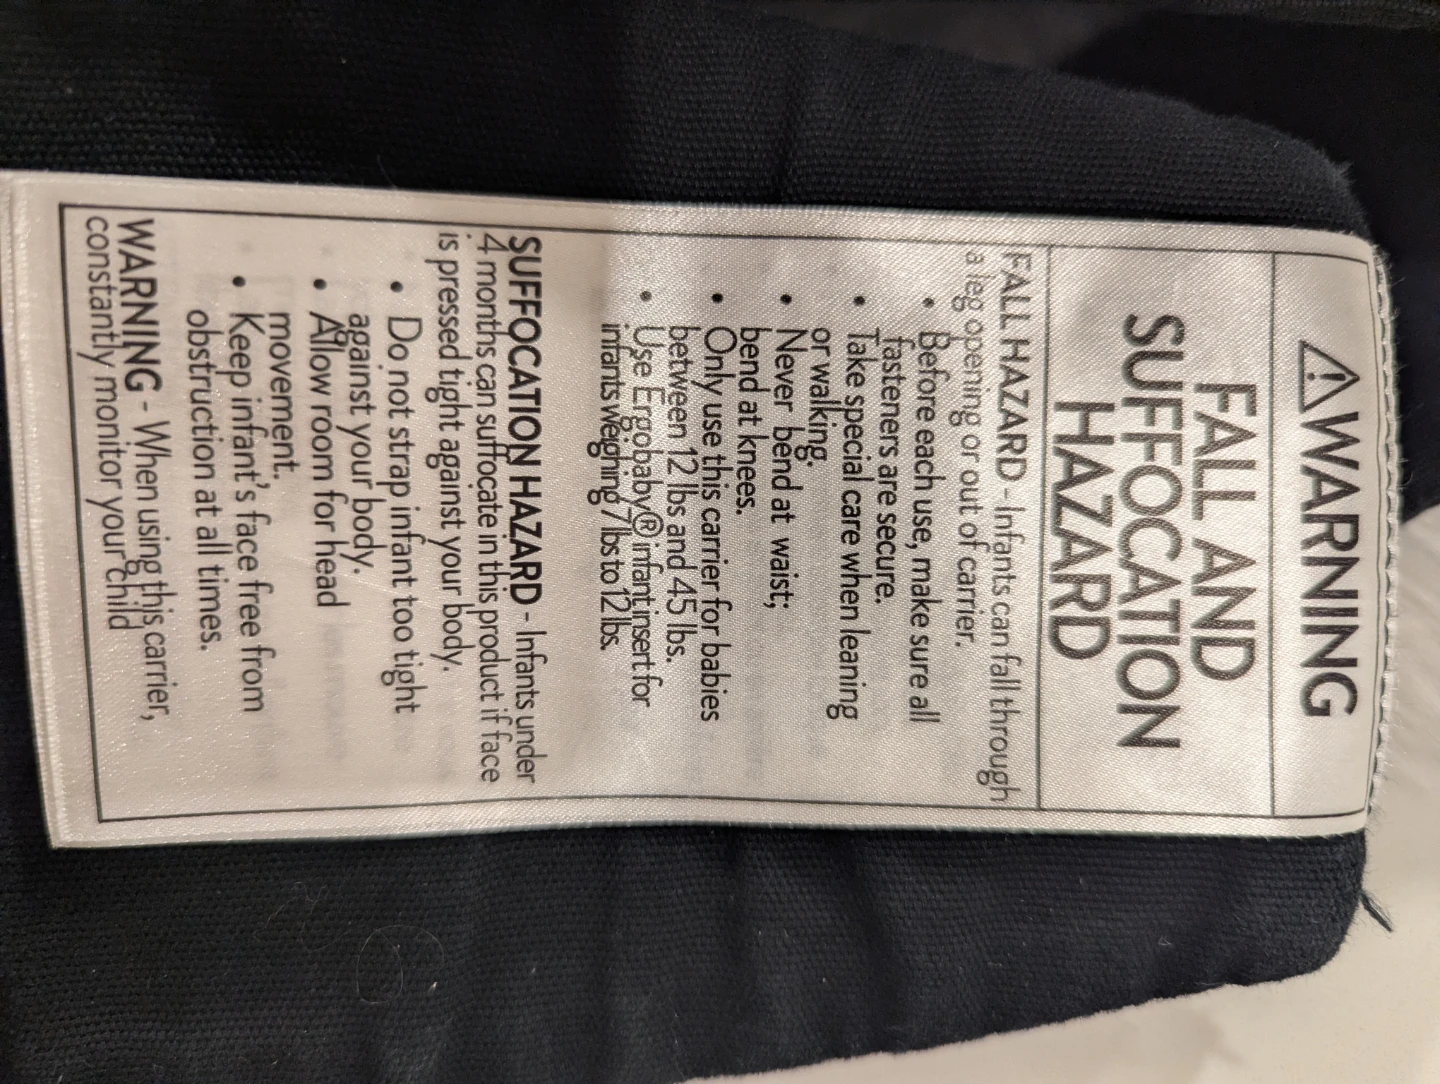 ⚠WARNING
FALL AND
SUFFOCATION
HAZARD
FALL HAZARD - Infants can fall through
a leg opening or out of carrier.
• Before each use, make sure all
fasteners are secure.
• Take special care when leaning
or walking.
• Never bend at waist;
bend at knees.
• Only use this carrier for babies
between 12 lbs and 45 lbs.
• Use Ergobaby® infant insert for
infants weighing 7lbs to 12 lbs.
SUFFOCATION HAZARD - Infants under
4 months can suffocate in this product if face
is pressed tight against your body.
• Do not strap infant too tight
against your body.
• Allow room for head
movement.
• Keep infant's face free from
obstruction at all times.
WARNING - When using this carrier,
constantly monitor your child